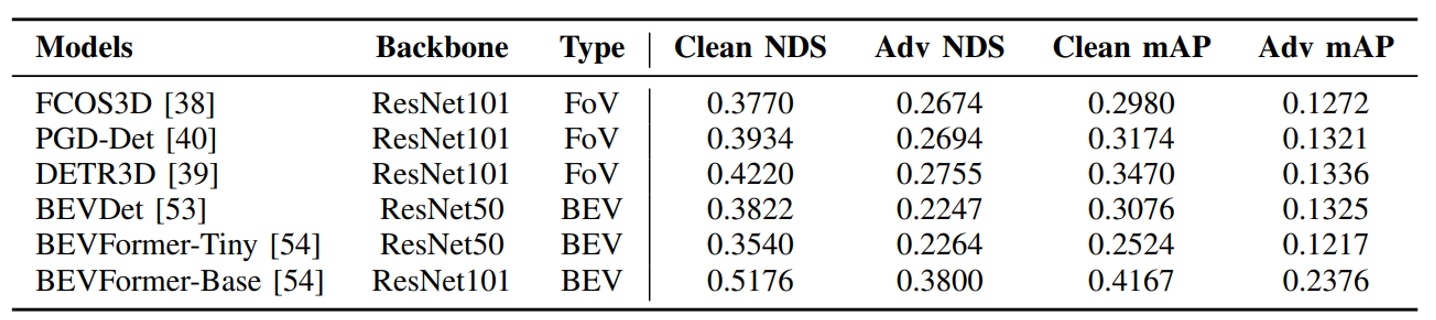 Models Backbone Type Clean NDS Adv NDS Clean mAP Adv mAP
FCOS3D [38] ResNet101 FoV 0.3770 0.2674 0.2980 0.1272
PGD-Det [40] ResNet101 FoV 0.3934 0.2694 0.3174 0.1321
DETR3D [39] ResNet101 FoV 0.4220 0.2755 0.3470 0.1336
BEVDet [53] ResNet50 BEV 0.3822 0.2247 0.3076 0.1325
BEVFormer-Tiny [54] ResNet50 BEV 0.3540 0.2264 0.2524 0.1217
BEVFormer-Base [54] ResNet101 BEV 0.5176 0.3800 0.4167 0.2376